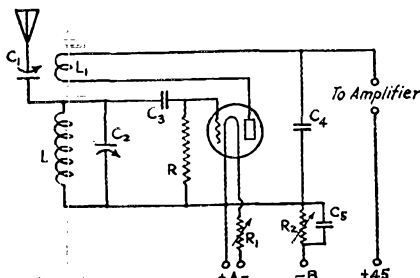 C1
L1
To Amplifier
C3
C4
L
C2
R
R1
R2
C5
+A-
-B
+45